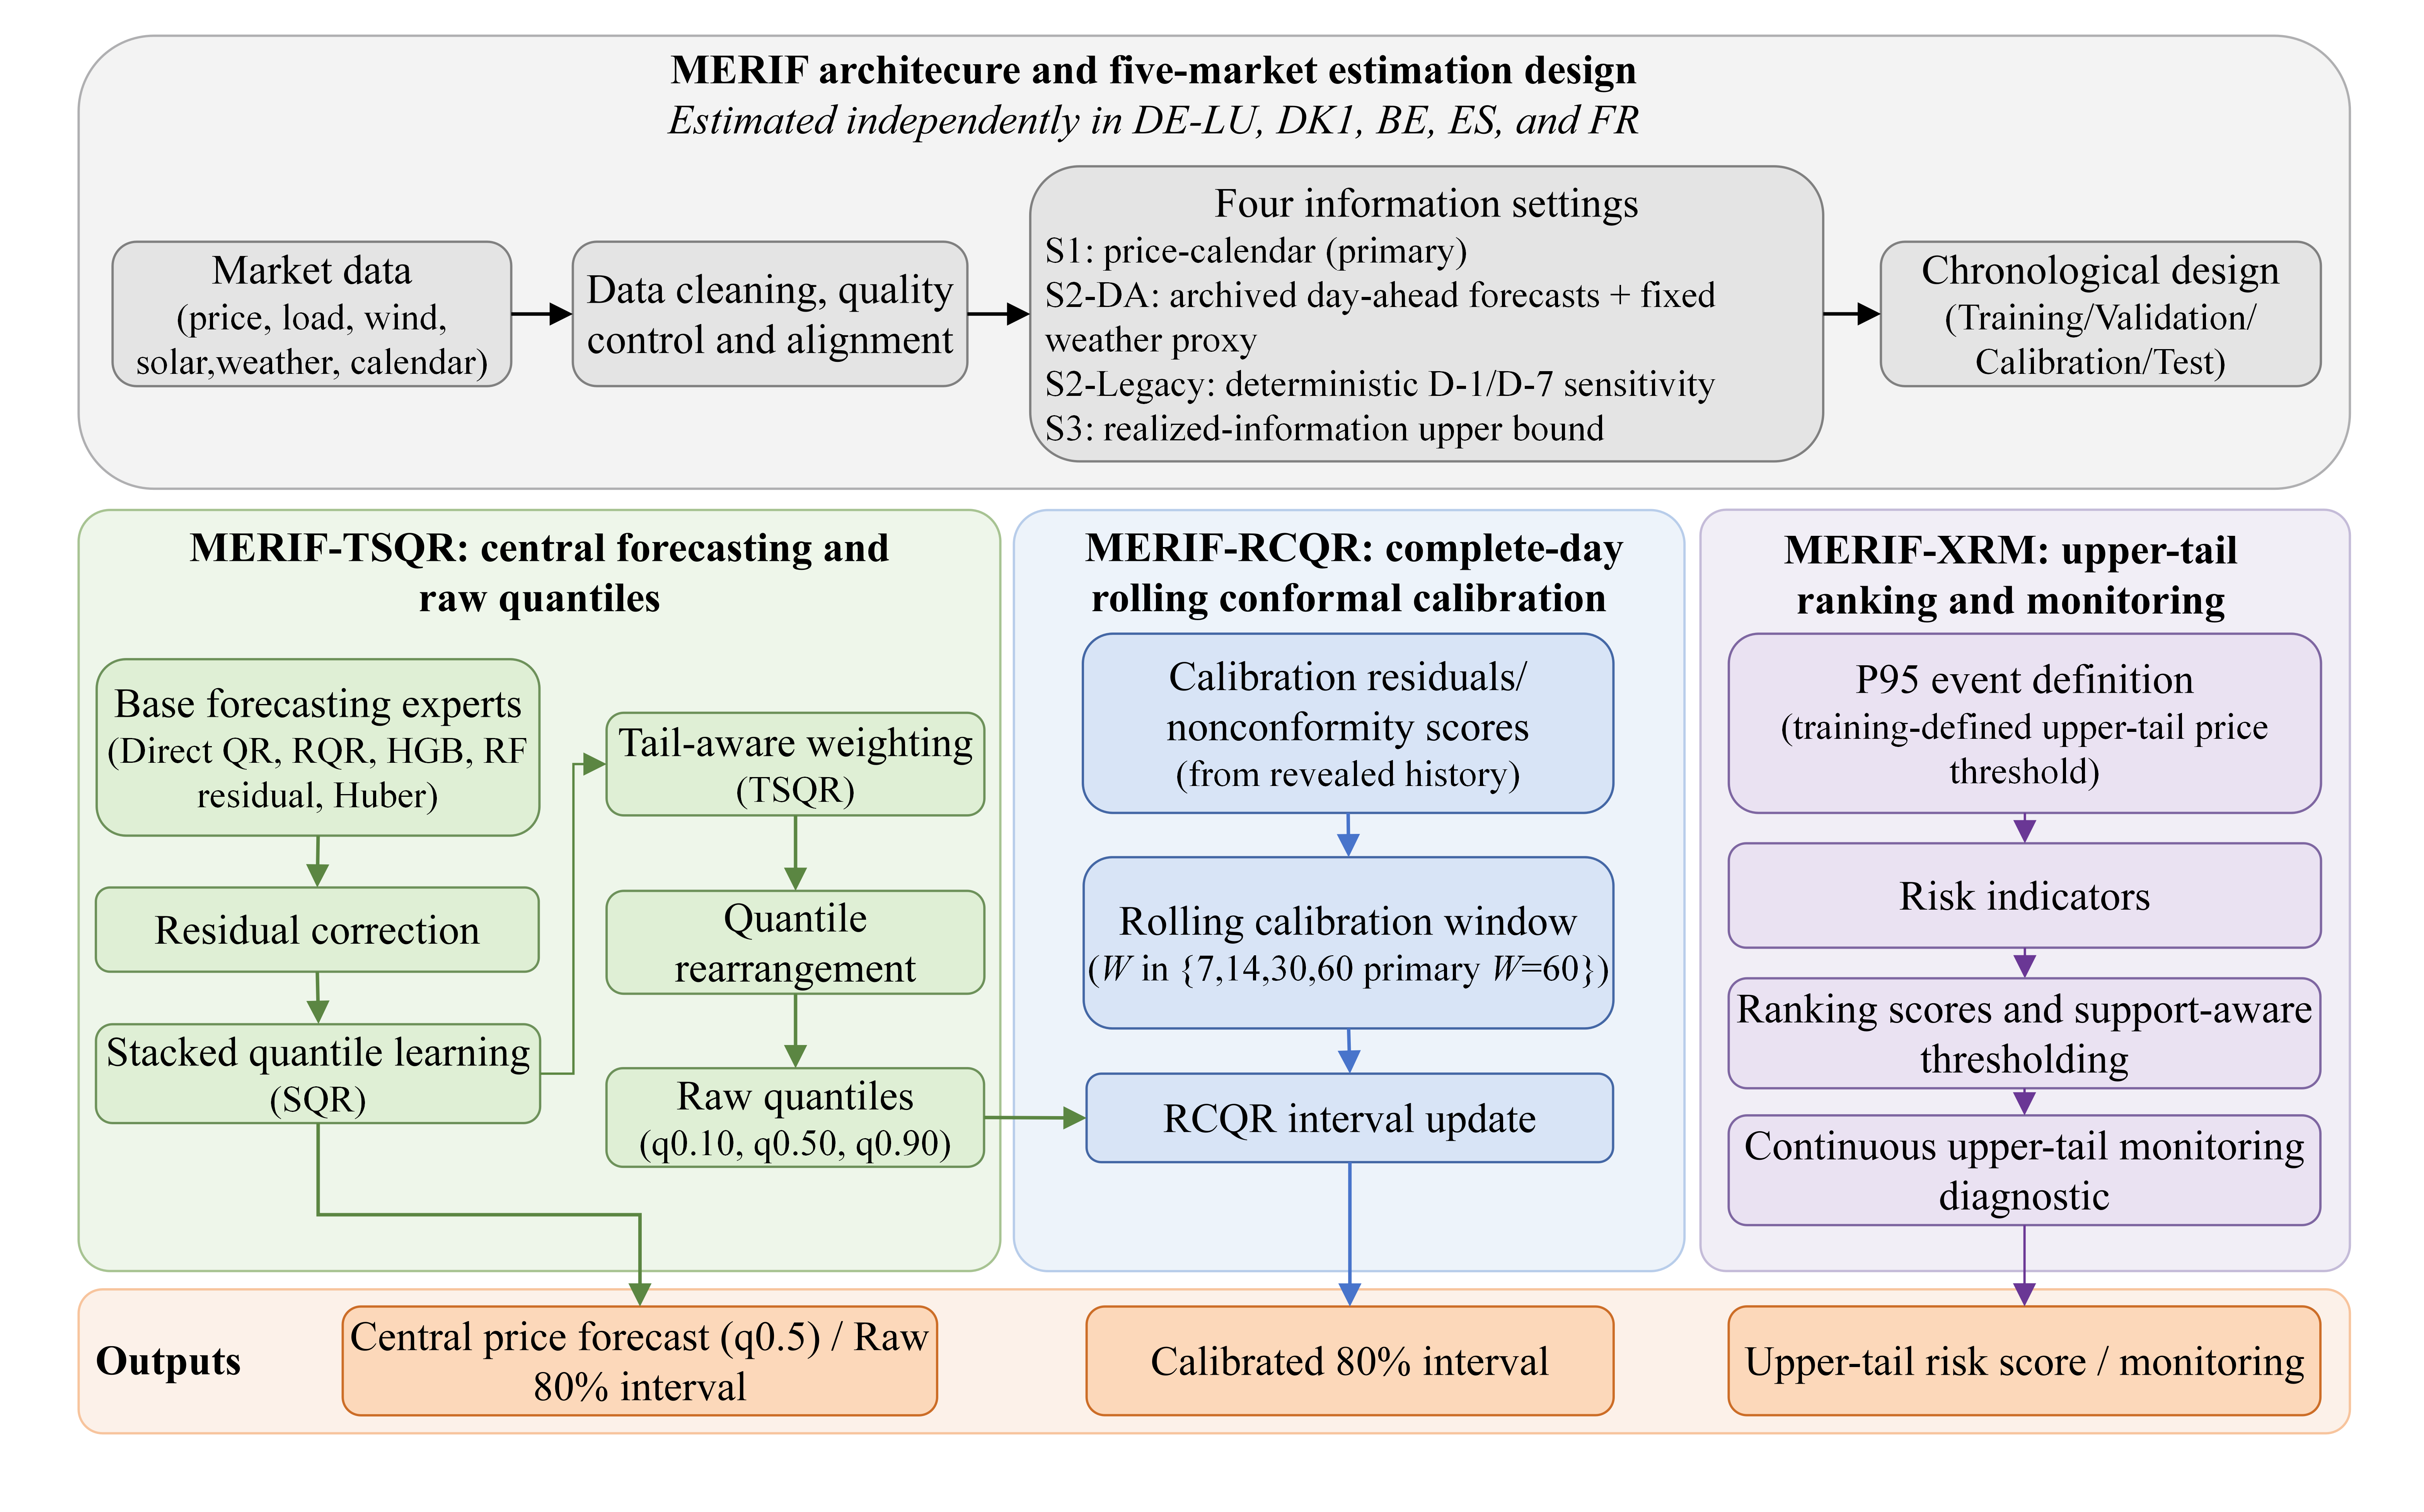 MERIF architecure and five-market estimation design
Estimated independently in DE-LU, DK1, BE, ES, and FR
Market data
(price, load, wind,
solar,weather, calendar)
Data cleaning, quality
control and alignment
Four information settings
S1: price-calendar (primary)
S2-DA: archived day-ahead forecasts + fixed
weather proxy
S2-Legacy: deterministic D-1/D-7 sensitivity
S3: realized-information upper bound
Chronological design
(Training/Validation/
Calibration/Test)
MERIF-TSQR: central forecasting and
raw quantiles
Base forecasting experts
(Direct QR, RQR, HGB, RF
residual, Huber)
Residual correction
Stacked quantile learning
(SQR)
Tail-aware weighting
(TSQR)
Quantile
rearrangement
Raw quantiles
(q0.10, q0.50, q0.90)
MERIF-RCQR: complete-day
rolling conformal calibration
Calibration residuals/
nonconformity scores
(from revealed history)
Rolling calibration window
(W in {7,14,30,60 primary W=60})
RCQR interval update
MERIF-XRM: upper-tail
ranking and monitoring
P95 event definition
(training-defined upper-tail price
threshold)
Risk indicators
Ranking scores and support-aware
thresholding
Continuous upper-tail monitoring
diagnostic
Outputs
Central price forecast (q0.5) / Raw
80% interval
Calibrated 80% interval
Upper-tail risk score / monitoring